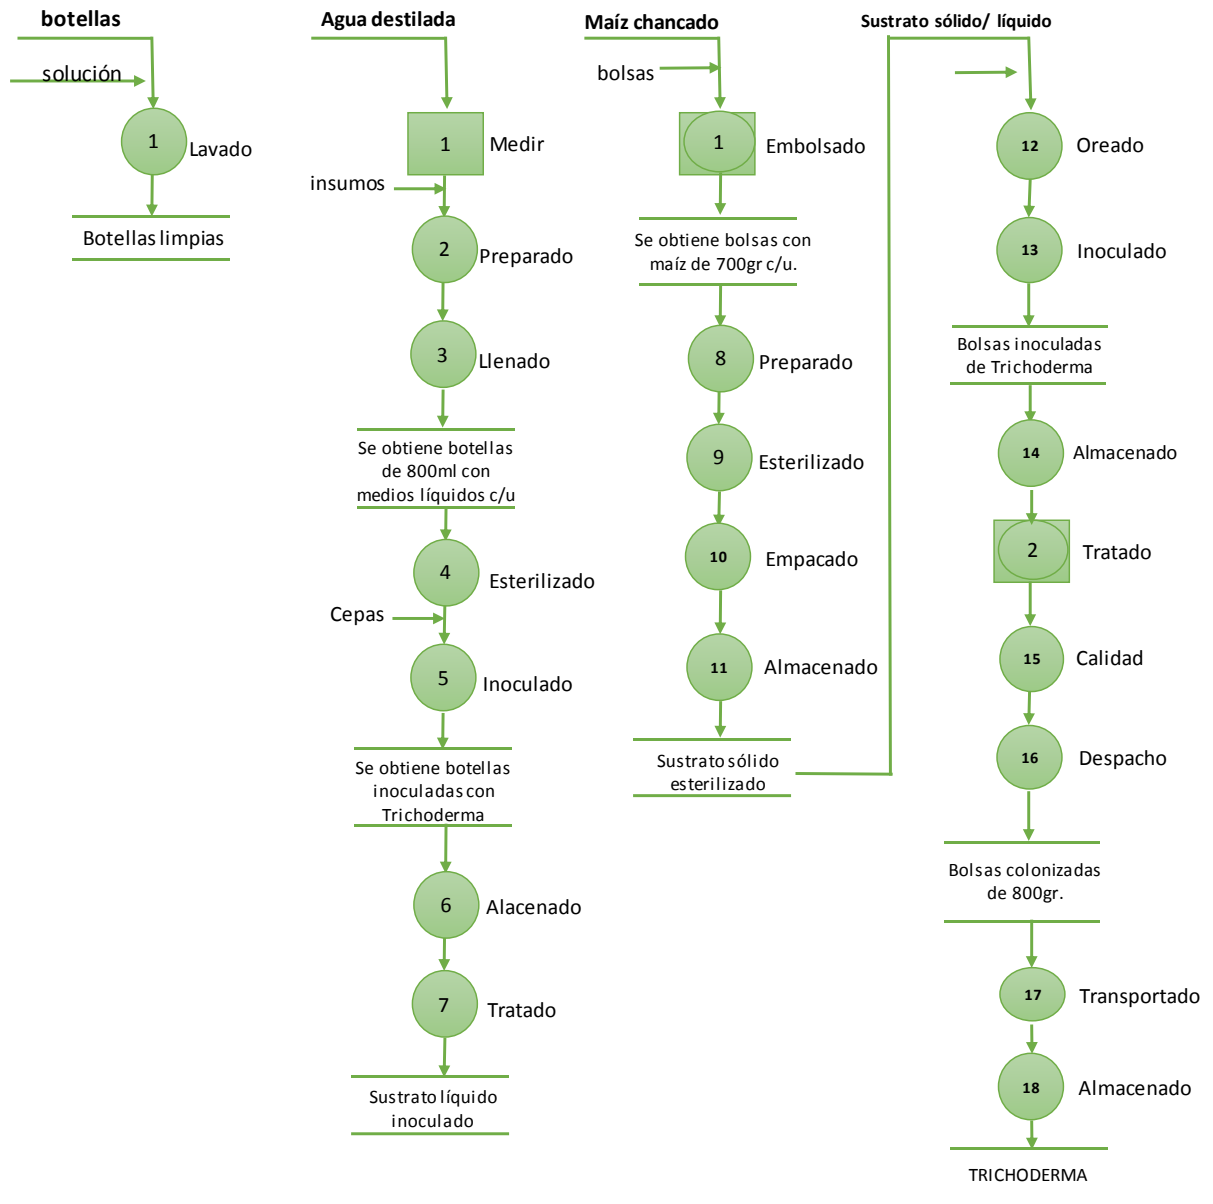 botellas
solución
1
Lavado
Botellas limpias
Agua destilada
1
Medir
insumos
2
Preparado
3
Llenado
Se obtiene botellas
de 800ml con
medios líquidos c/u
4
Esterilizado
Cepas
5
Inoculado
Se obtiene botellas
inoculadas con
Trichoderma
6
Alacenado
7
Tratado
Sustrato líquido
inoculado
Maíz chancado
bolsas
1
Embolsado
Se obtiene bolsas con
maíz de 700gr c/u.
8
Preparado
9
Esterilizado
10
Empacado
11
Almacenado
Sustrato sólido
esterilizado
Sustrato sólido/ líquido
12
Oreado
13
Inoculado
Bolsas inoculadas
de Trichoderma
14
Almacenado
2
Tratado
15
Calidad
16
Despacho
Bolsas colonizadas
de 800gr.
17
Transportado
18
Almacenado
TRICHODERMA